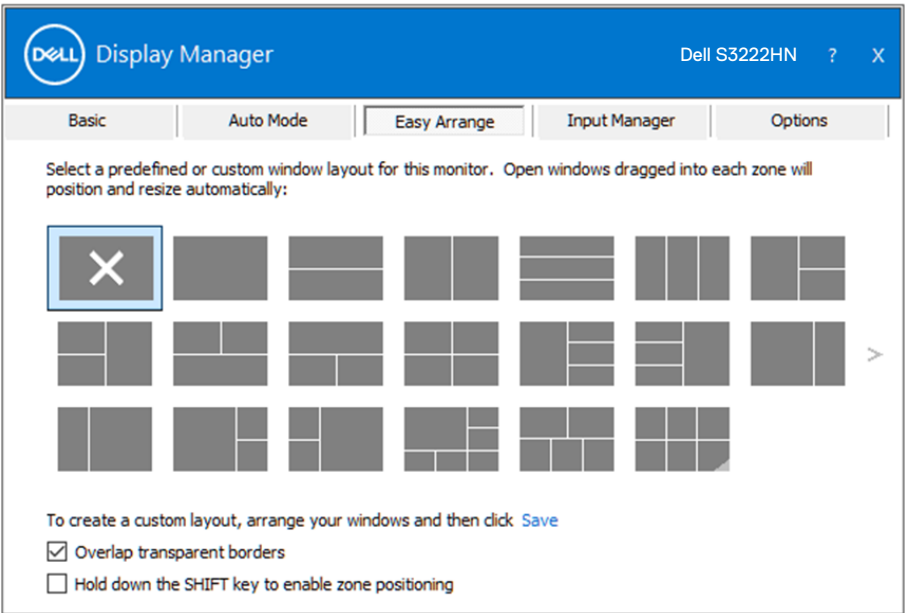 DELL Display Manager Dell S3222HN ? X
Basic Auto Mode Easy Arrange Input Manager Options
Select a predefined or custom window layout for this monitor. Open windows dragged into each zone will
position and resize automatically:
>
To create a custom layout, arrange your windows and then click Save
Overlap transparent borders
Hold down the SHIFT key to enable zone positioning